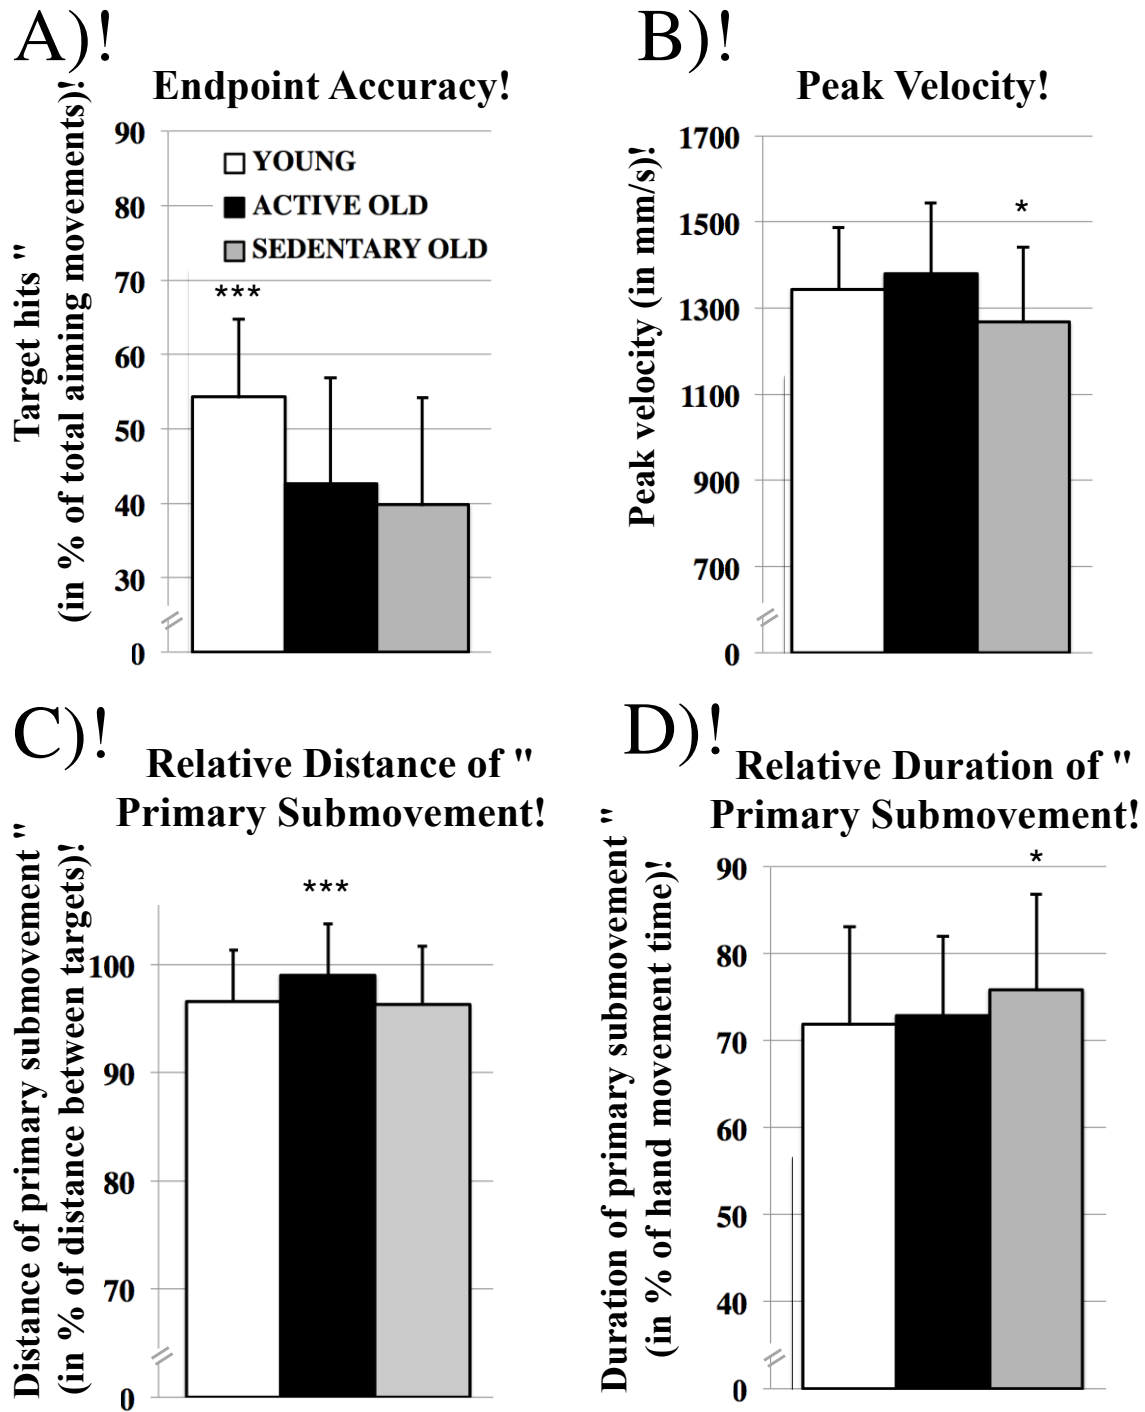 A)!
Endpoint Accuracy!
Target hits "
(in % of total aiming movements)!
90
80
70
60
50
40
30
0
YOUNG
ACTIVE OLD
SEDENTARY OLD
***
B)!
Peak Velocity!
Peak velocity (in mm/s)!
1700
1500
1300
1100
900
700
0
*
C)!
Relative Distance of "
Primary Submovement!
Distance of primary submovement"
(in % of distance between targets)!
100
90
80
70
0
***
D)!
Relative Duration of "
Primary Submovement!
Duration of primary submovement"
(in % of hand movement time)!
90
80
70
60
50
40
0
*